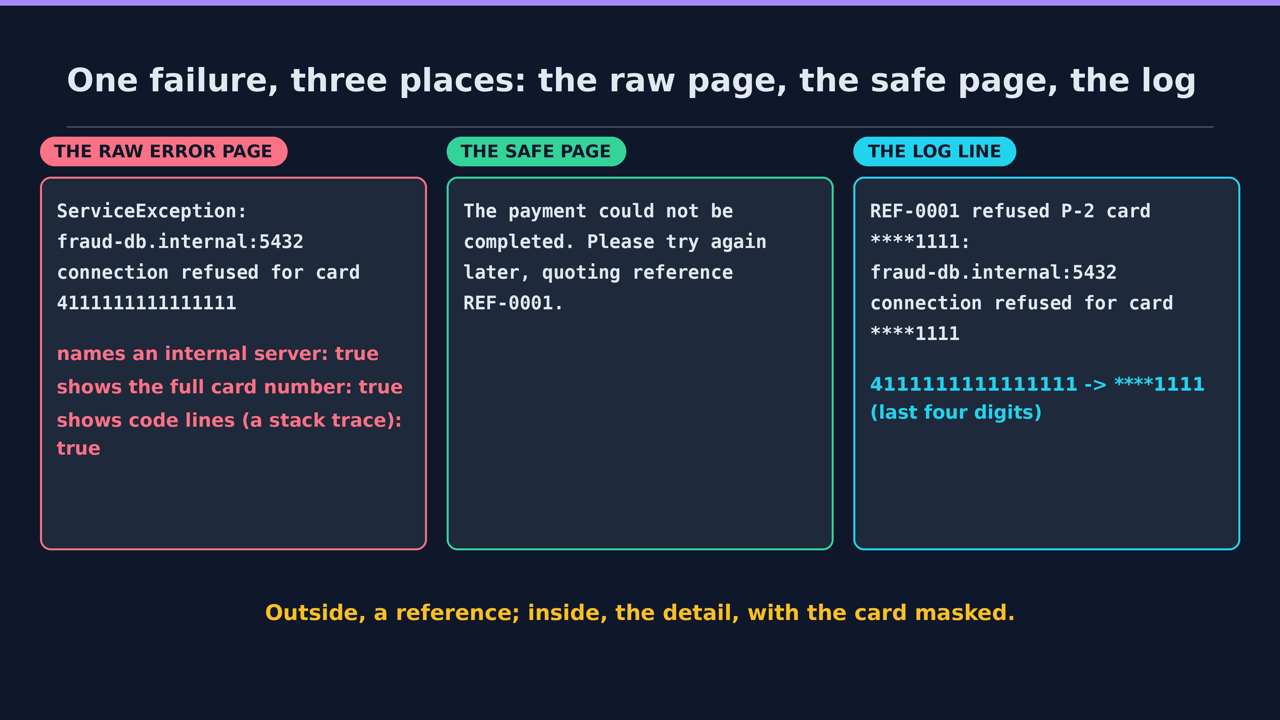 One failure, three places: the raw page, the safe page, the log
THE RAW ERROR PAGE
ServiceException:
fraud-db.internal:5432
connection refused for card
4111111111111111
names an internal server: true
shows the full card number: true
shows code lines (a stack trace):
true
THE SAFE PAGE
The payment could not be
completed. Please try again
later, quoting reference
REF-0001.
THE LOG LINE
REF-0001 refused P-2 card
****1111:
fraud-db.internal:5432
connection refused for card
****1111
4111111111111111 -> ****1111
(last four digits)
Outside, a reference; inside, the detail, with the card masked.